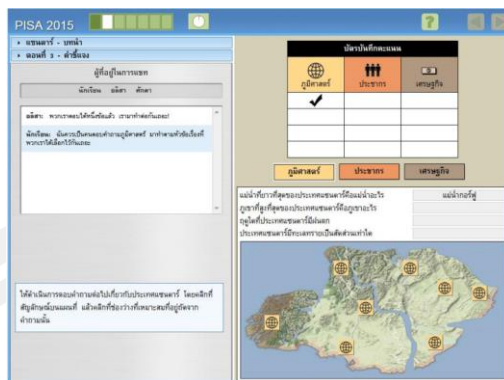 PISA 2015
?
แซนดาร์ - บทนำ
ตอนที่ 3 - คำชี้แจง
ผู้ที่อยู่ในการแชท
นักเรียน อลิสา ศักดา
อลิสา: พวกเราตอบได้หนึ่งข้อแล้ว เรามาทำต่อกันเถอะ!
นักเรียน: ฉันควรเป็นคนตอบคำถามภูมิศาสตร์ มาทำตามหัวข้อเรื่องที่
พวกเราได้เลือกไว้กันเถอะ
ให้ดำเนินการตอบคำถามต่อไปเกี่ยวกับประเทศแซนดาร์ โดยคลิกที่
สัญลักษณ์บนแผนที่ แล้วคลิกที่ช่องว่างที่เหมาะสมที่อยู่ถัดจาก
คำถามนั้น
บัตรบันทึกคะแนน
ภูมิศาสตร์ ประชากร เศรษฐกิจ
ภูมิศาสตร์ ประชากร เศรษฐกิจ
แม่น้ำที่ยาวที่สุดของประเทศแซนดาร์คือแม่น้ำอะไร แม่น้ำกอร์ฟู
ภูเขาที่สูงที่สุดของประเทศแซนดาร์คือภูเขาอะไร
ฤดูใดที่ประเทศแซนดาร์มีฝนตก
ประเทศแซนดาร์มีทะเลทรายเป็นสัดส่วนเท่าใด